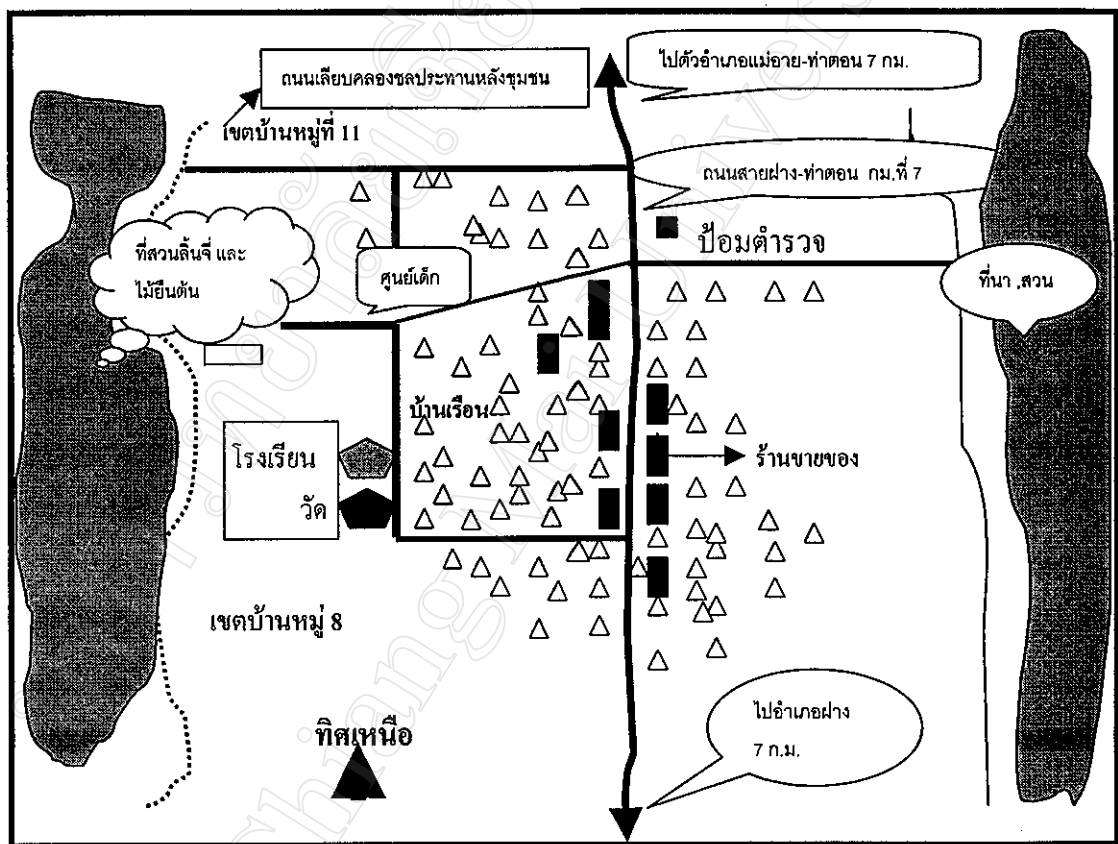 ถนนเลียบคลองชลประทานหลังชุมชน
ไปตัวอำเภอแม่อาย-ท่าตอน 7 กม.
เขตบ้านหมู่ที่ 11
ถนนสายฝาง-ท่าตอน กม.ที่ 7
ป้อมตำรวจ
ที่สวนลิ้นจี่ และ
ไม้ยืนต้น
ศูนย์เด็ก
ที่นา ,สวน
บ้านเรือน
โรงเรียน
ร้านขายของ
วัด
เขตบ้านหมู่ 8
ไปอำเภอฝาง
7 ก.ม.
ทิศเหนือ
Chiang Mai Univers